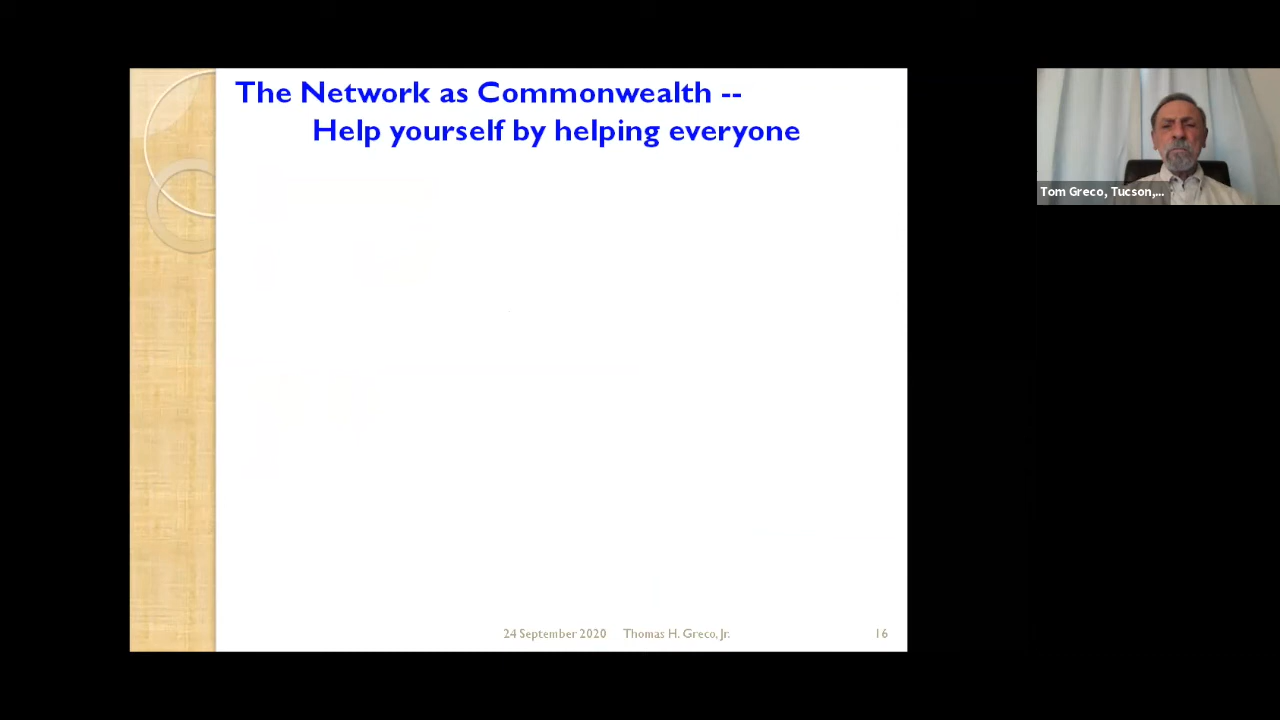 The Network as Commonwealth --
Help yourself by helping everyone
Tom Greco, Tucson,...
24 September 2020 Thomas H. Greco, Jr. 16